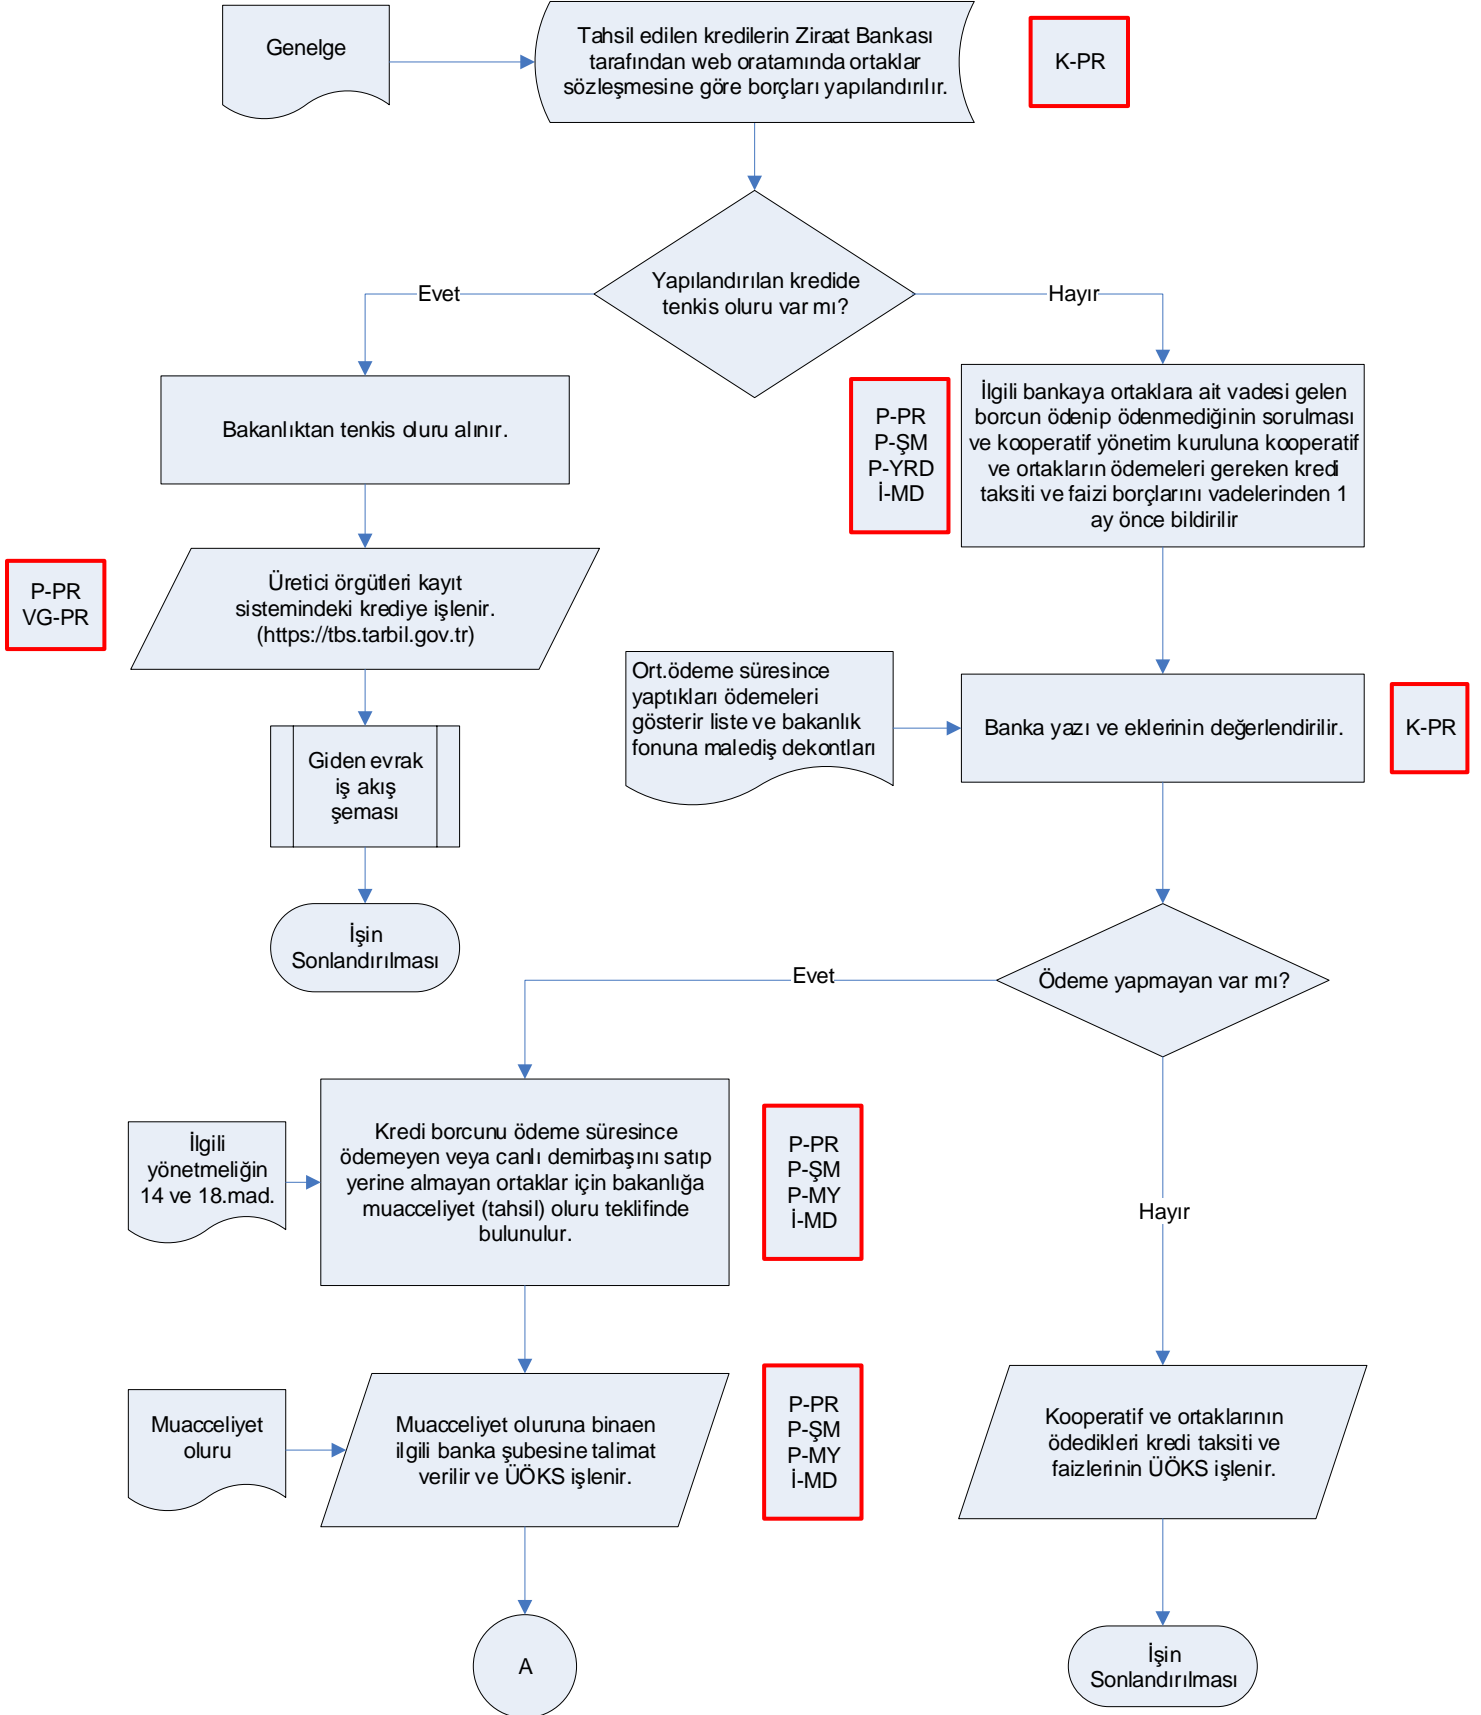 Genelge
Tahsil edilen kredilerin Ziraat Bankası
tarafından web oratamında ortaklar
sözleşmesine göre borçları yapılandırılır.
K-PR
Yapılandırılan kredide
tenkis oluru var mı?
Evet
Hayır
Bakanlıktan tenkis oluru alınır.
P-PR
P-ŞM
P-YRD
İ-MD
İlgili bankaya ortaklara ait vadesi gelen
borcun ödenip ödenmediğinin sorulması
ve kooperatif yönetim kuruluna kooperatif
ve ortakların ödemeleri gereken kredi
taksiti ve faizi borçlarını vadelerinden 1
ay önce bildirilir
P-PR
VG-PR
Üretici örgütleri kayıt
sistemindeki krediye işlenir.
(https://tbs.tarbil.gov.tr)
Ort.ödeme süresince
yaptıkları ödemeleri
gösterir liste ve bakanlık
fonuna malediş dekontları
Banka yazı ve eklerinin değerlendirilir.
K-PR
Giden evrak
iş akış
şeması
İşin
Sonlandırılması
Ödeme yapmayan var mı?
Evet
Hayır
İlgili
yönetmeliğin
14 ve 18.mad.
Kredi borcunu ödeme süresince
ödemeyen veya canlı demirbaşını satıp
yerine almayan ortaklar için bakanlığa
muacceliyet (tahsil) oluru teklifinde
bulunulur.
P-PR
P-ŞM
P-MY
İ-MD
Muacceliyet
oluru
Muacceliyet oluruna binaen
ilgili banka şubesine talimat
verilir ve ÜÖKS işlenir.
P-PR
P-ŞM
P-MY
İ-MD
Kooperatif ve ortaklarının
ödedikleri kredi taksiti ve
faizlerinin ÜÖKS işlenir.
A
İşin
Sonlandırılması